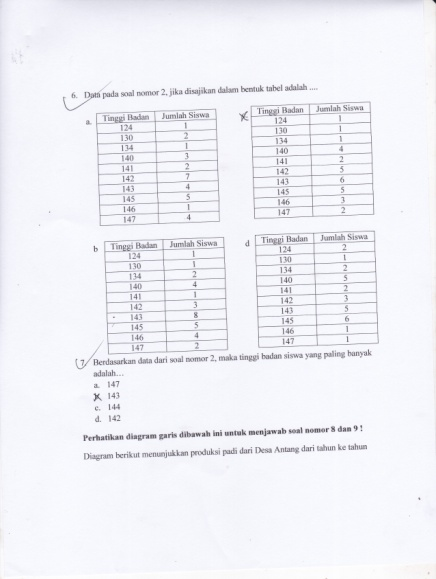 6. Data pada soal nomor 2, jika disajikan dalam bentuk tabel adalah ....
a.
Tinggi Badan Jumlah Siswa
124 1
130 2
134 1
140 3
141 2
142 7
143 4
145 5
146 1
147 4
Tinggi Badan Jumlah Siswa
124 1
130 1
134 1
140 4
141 2
142 5
143 6
145 5
146 3
147 2
b
Tinggi Badan Jumlah Siswa
124 1
130 1
134 2
140 4
141 1
142 3
143 8
145 5
146 4
147 2
d
Tinggi Badan Jumlah Siswa
124 2
130 1
134 2
140 5
141 2
142 3
143 5
145 6
146 1
147 1
7. Berdasarkan data dari soal nomor 2, maka tinggi badan siswa yang paling banyak
adalah…
a. 147
143
c. 144
d. 142
Perhatikan diagram garis dibawah ini untuk menjawab soal nomor 8 dan 9 !
Diagram berikut menunjukkan produksi padi dari Desa Antang dari tahun ke tahun